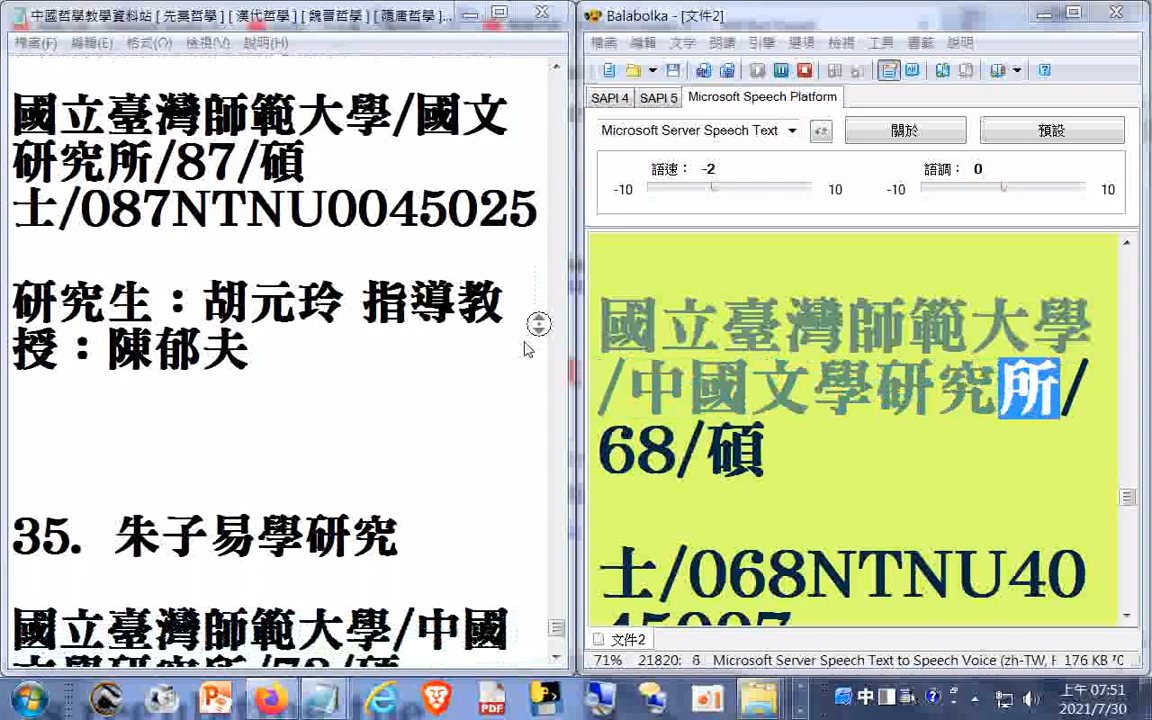 中國哲學教學資料站 [ 先秦哲學 ] [ 漢代哲學 ] [ 魏晉哲學 ] [ 隋唐哲學 ]...
檔案(F) 編輯(E) 格式(O) 檢視(V) 說明(H)
國立臺灣師範大學/國文
研究所/87/碩
士/087NTNU0045025
研究生：胡元玲 指導教
授：陳郁夫
35. 朱子易學研究
國立臺灣師範大學/中國
Balabolka - [文件2]
檔案 編輯 文字 朗讀 引擎 選項 檢視 工具 書籤 說明
SAPI 4 SAPI 5 Microsoft Speech Platform
Microsoft Server Speech Text 關於 預設
語速： -2 語調： 0
-10 10 -10 10
國立臺灣師範大學
/中國文學研究所/
68/碩
士/068NTNU40
文件2
71% 21820: 6 Microsoft Server Speech Text to Speech Voice (zh-TW, 176 KB
中
上午 07:51
2021/7/30